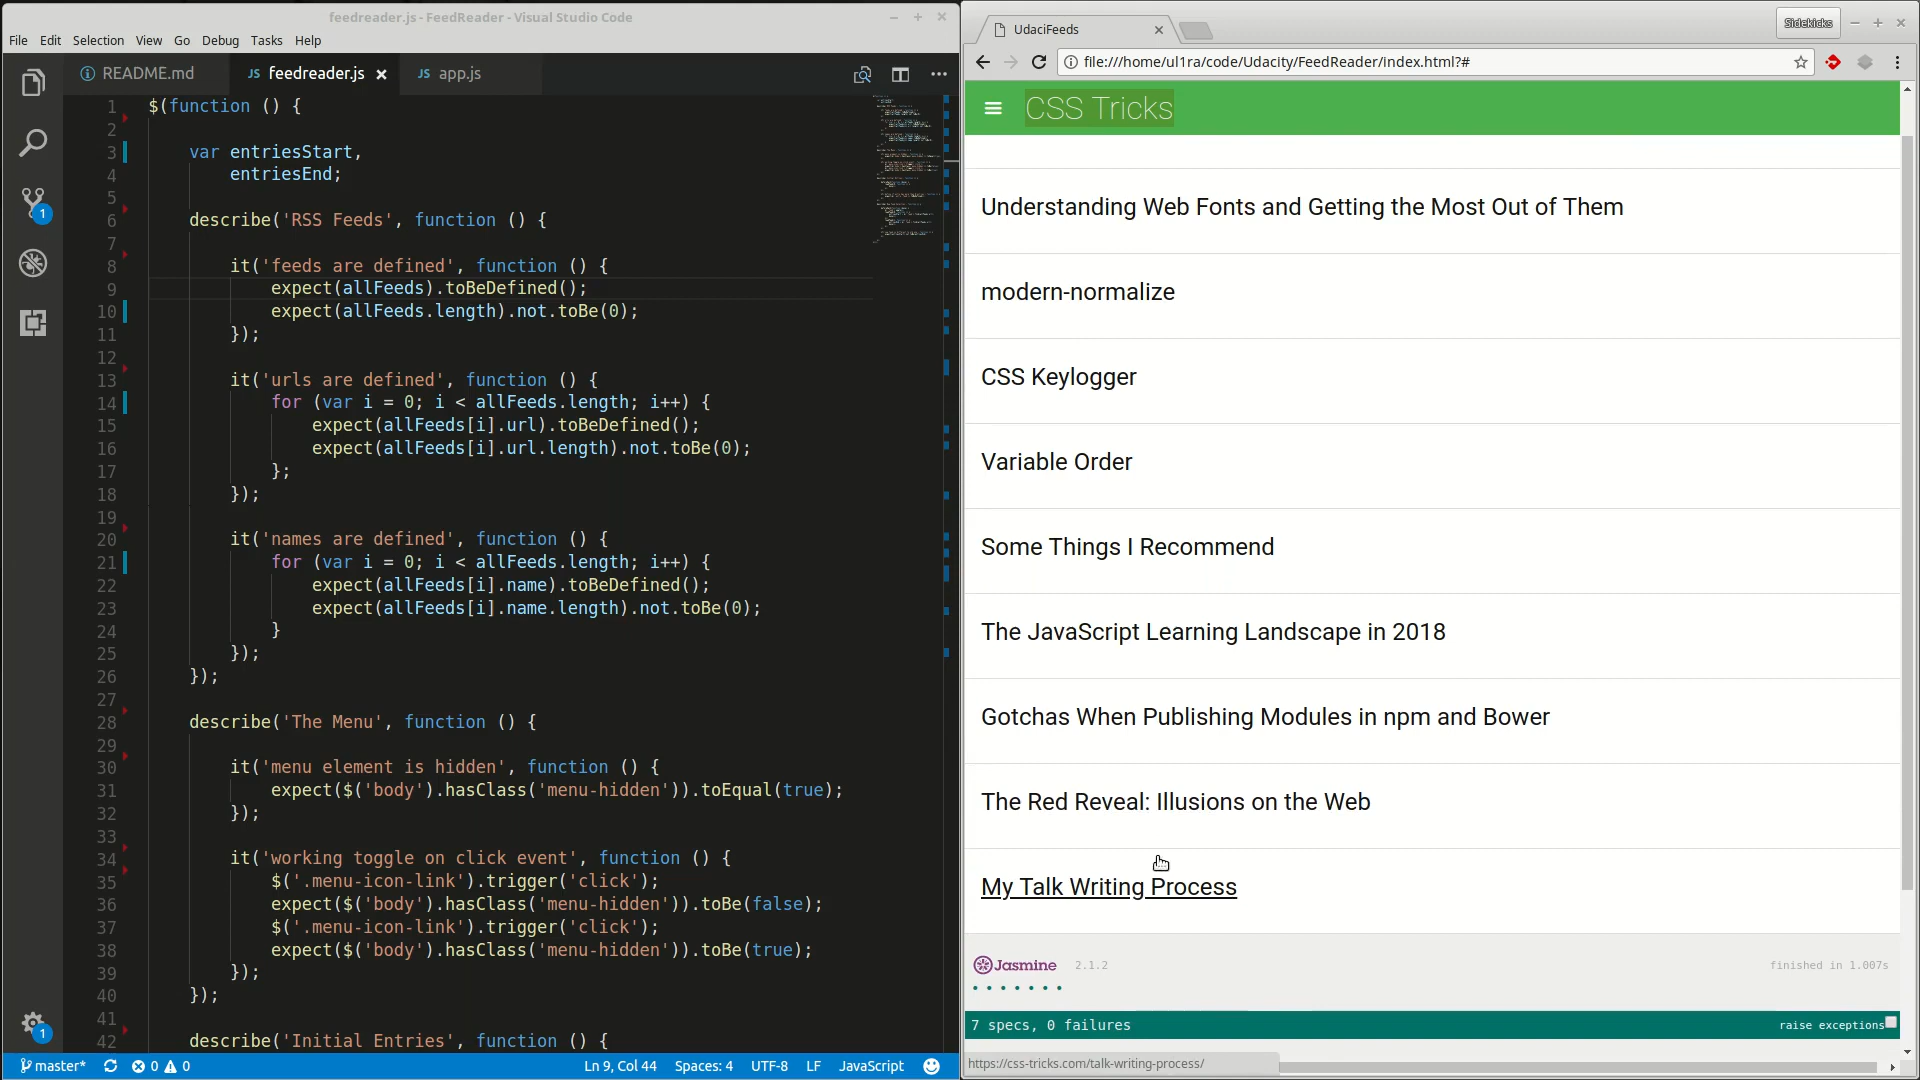 feedreader.js - FeedReader - Visual Studio Code
File Edit Selection View Go Debug Tasks Help
README.md
JS feedreader.js
JS app.js
1 $(function () {
2
3 var entriesStart,
4 entriesEnd;
5
6 describe('RSS Feeds', function () {
7
8 it('feeds are defined', function () {
9 expect(allFeeds).toBeDefined();
10 expect(allFeeds.length).not.toBe(0);
11 });
12
13 it('urls are defined', function () {
14 for (var i = 0; i < allFeeds.length; i++) {
15 expect(allFeeds[i].url).toBeDefined();
16 expect(allFeeds[i].url.length).not.toBe(0);
17 };
18 });
19
20 it('names are defined', function () {
21 for (var i = 0; i < allFeeds.length; i++) {
22 expect(allFeeds[i].name).toBeDefined();
23 expect(allFeeds[i].name.length).not.toBe(0);
24 }
25 });
26 });
27
28 describe('The Menu', function () {
29
30 it('menu element is hidden', function () {
31 expect($('body').hasClass('menu-hidden')).toEqual(true);
32 });
33
34 it('working toggle on click event', function () {
35 $('.menu-icon-link').trigger('click');
36 expect($('body').hasClass('menu-hidden')).toBe(false);
37 $('.menu-icon-link').trigger('click');
38 expect($('body').hasClass('menu-hidden')).toBe(true);
39 });
40 });
41
42 describe('Initial Entries', function () {
1
1
master* 0 0 Ln 9, Col 44 Spaces: 4 UTF-8 LF JavaScript
UdaciFeeds
Sidekicks
file:///home/ul1ra/code/Udacity/FeedReader/index.html?#
CSS Tricks
Understanding Web Fonts and Getting the Most Out of Them
modern-normalize
CSS Keylogger
Variable Order
Some Things I Recommend
The JavaScript Learning Landscape in 2018
Gotchas When Publishing Modules in npm and Bower
The Red Reveal: Illusions on the Web
My Talk Writing Process
Jasmine 2.1.2 finished in 1.007s
7 specs, 0 failures raise exceptions
https://css-tricks.com/talk-writing-process/